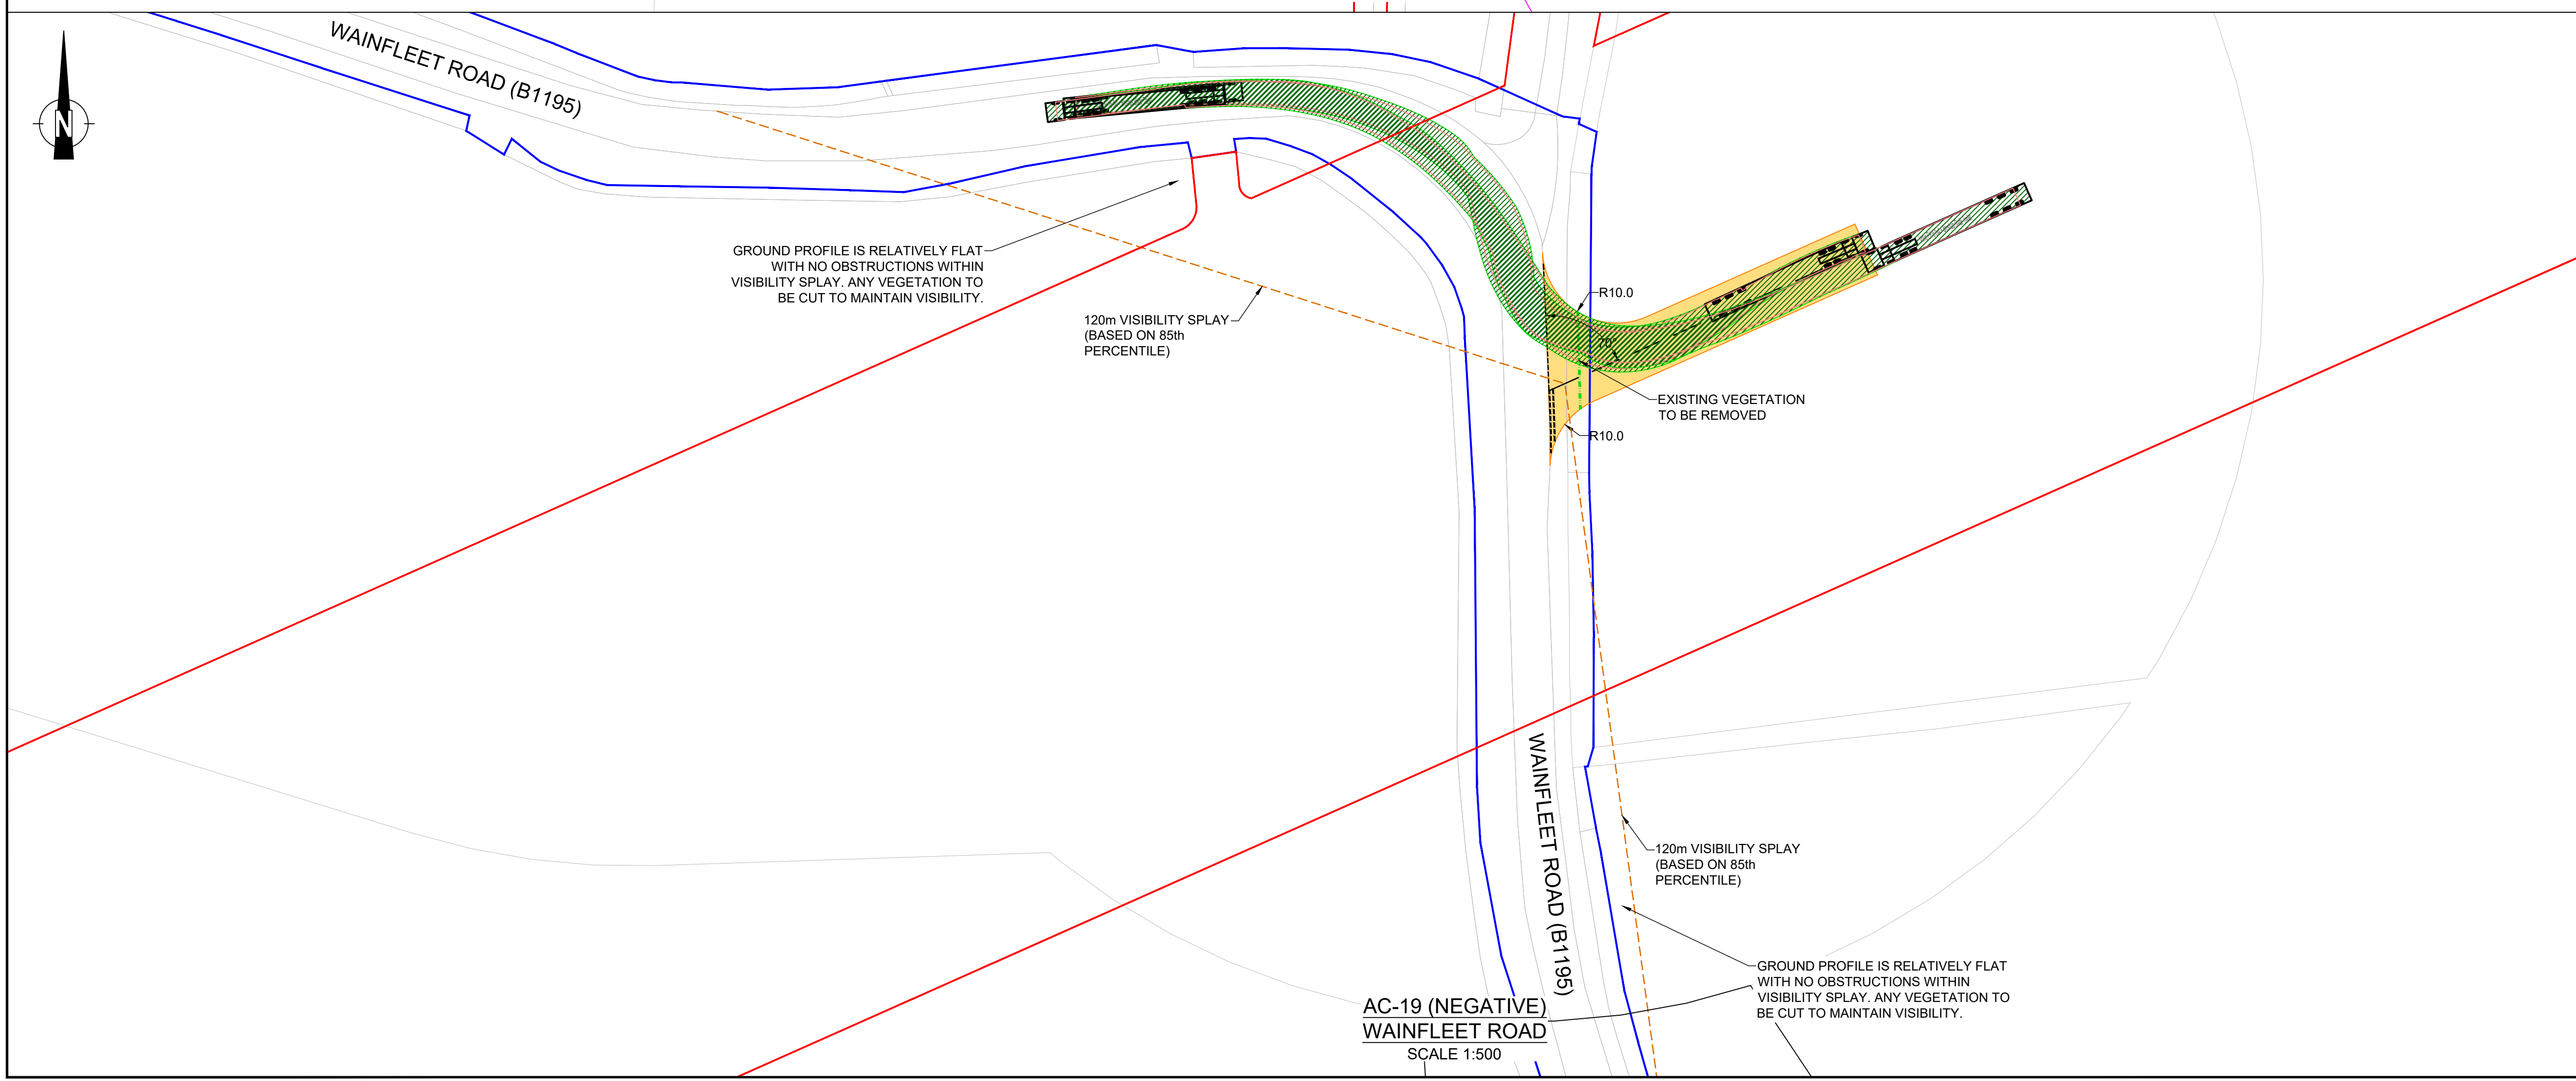 WAINFLEET ROAD (B1195)
N
GROUND PROFILE IS RELATIVELY FLAT
WITH NO OBSTRUCTIONS WITHIN
VISIBILITY SPLAY. ANY VEGETATION TO
BE CUT TO MAINTAIN VISIBILITY.
120m VISIBILITY SPLAY
(BASED ON 85th
PERCENTILE)
R10.0
70°
EXISTING VEGETATION
TO BE REMOVED
R10.0
WAINFLEET ROAD (B1195)
120m VISIBILITY SPLAY
(BASED ON 85th
PERCENTILE)
GROUND PROFILE IS RELATIVELY FLAT
WITH NO OBSTRUCTIONS WITHIN
VISIBILITY SPLAY. ANY VEGETATION TO
BE CUT TO MAINTAIN VISIBILITY.
AC-19 (NEGATIVE)
WAINFLEET ROAD
SCALE 1:500